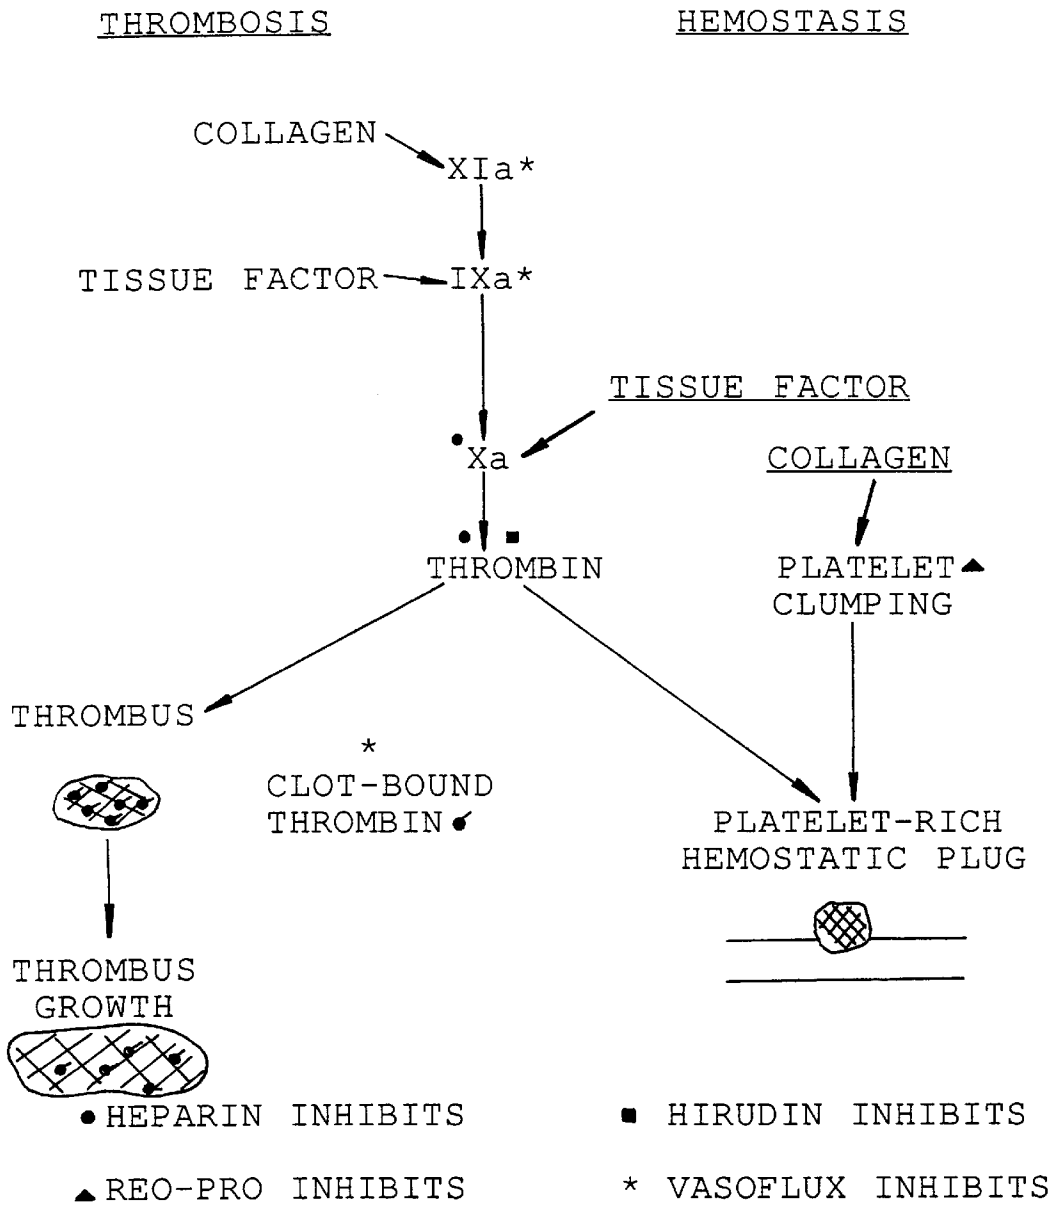 THROMBOSIS
HEMOSTASIS
COLLAGEN
XIa*
TISSUE FACTOR
IXa*
TISSUE FACTOR
Xa
COLLAGEN
THROMBIN
PLATELET
CLUMPING
THROMBUS
*
CLOT-BOUND
THROMBIN
PLATELET-RICH
HEMOSTATIC PLUG
THROMBUS
GROWTH
● HEPARIN INHIBITS
■ HIRUDIN INHIBITS
▲ REO-PRO INHIBITS
* VASOFLUX INHIBITS